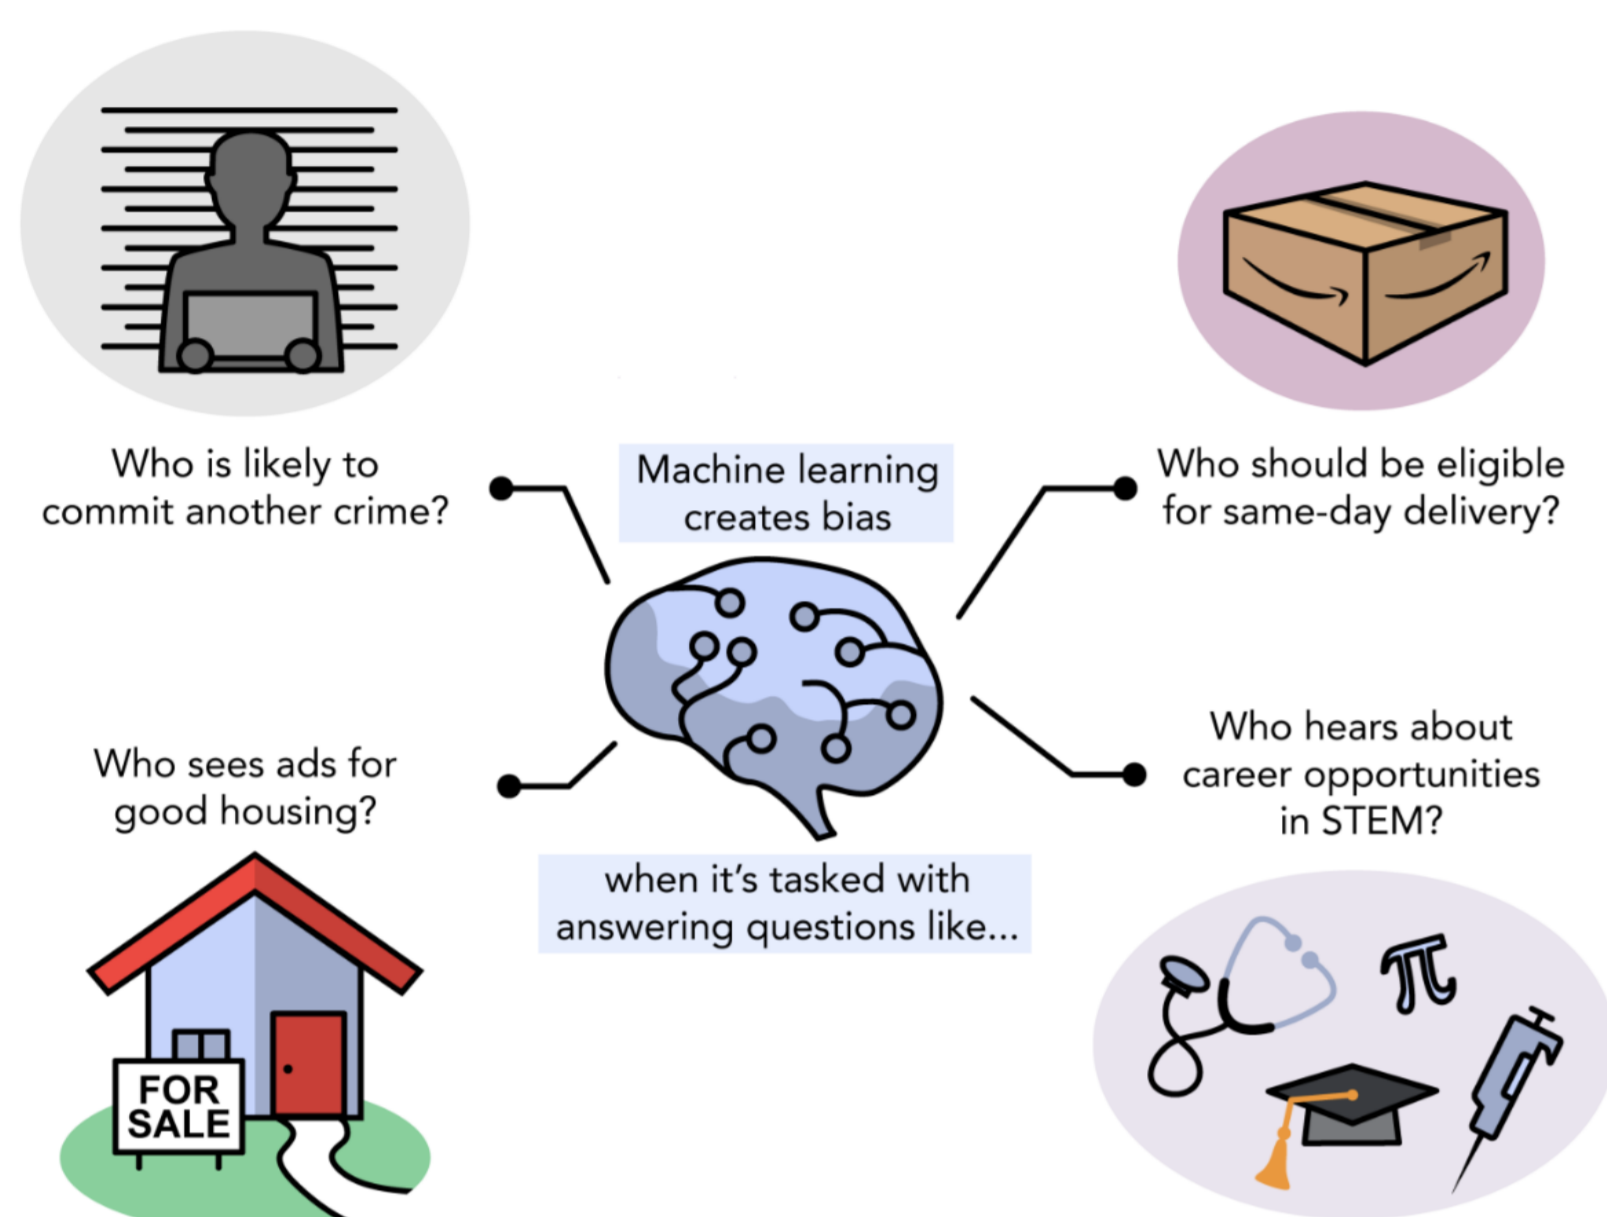 Who is likely to
commit another crime?
Machine learning
creates bias
Who should be eligible
for same-day delivery?
Who sees ads for
good housing?
Who hears about
career opportunities
in STEM?
when it's tasked with
answering questions like...
FOR
SALE
π